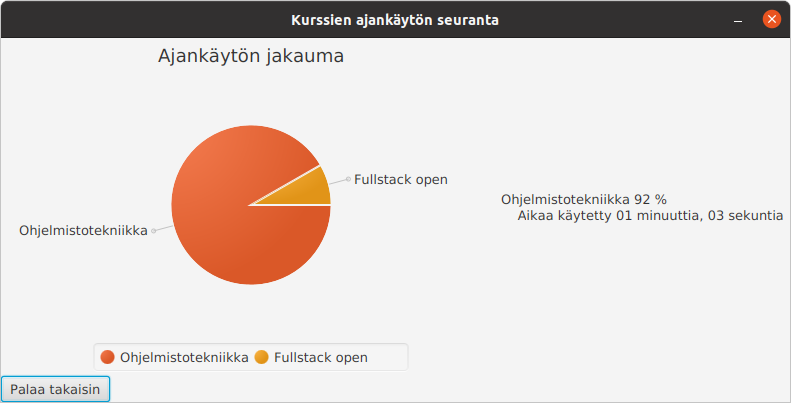 Kurssien ajankäytön seuranta
Ajankäytön jakauma
Fullstack open
Ohjelmistotekniikka
Ohjelmistotekniikka 92 %
Aikaa käytetty 01 minuuttia, 03 sekuntia
Ohjelmistotekniikka Fullstack open
Palaa takaisin